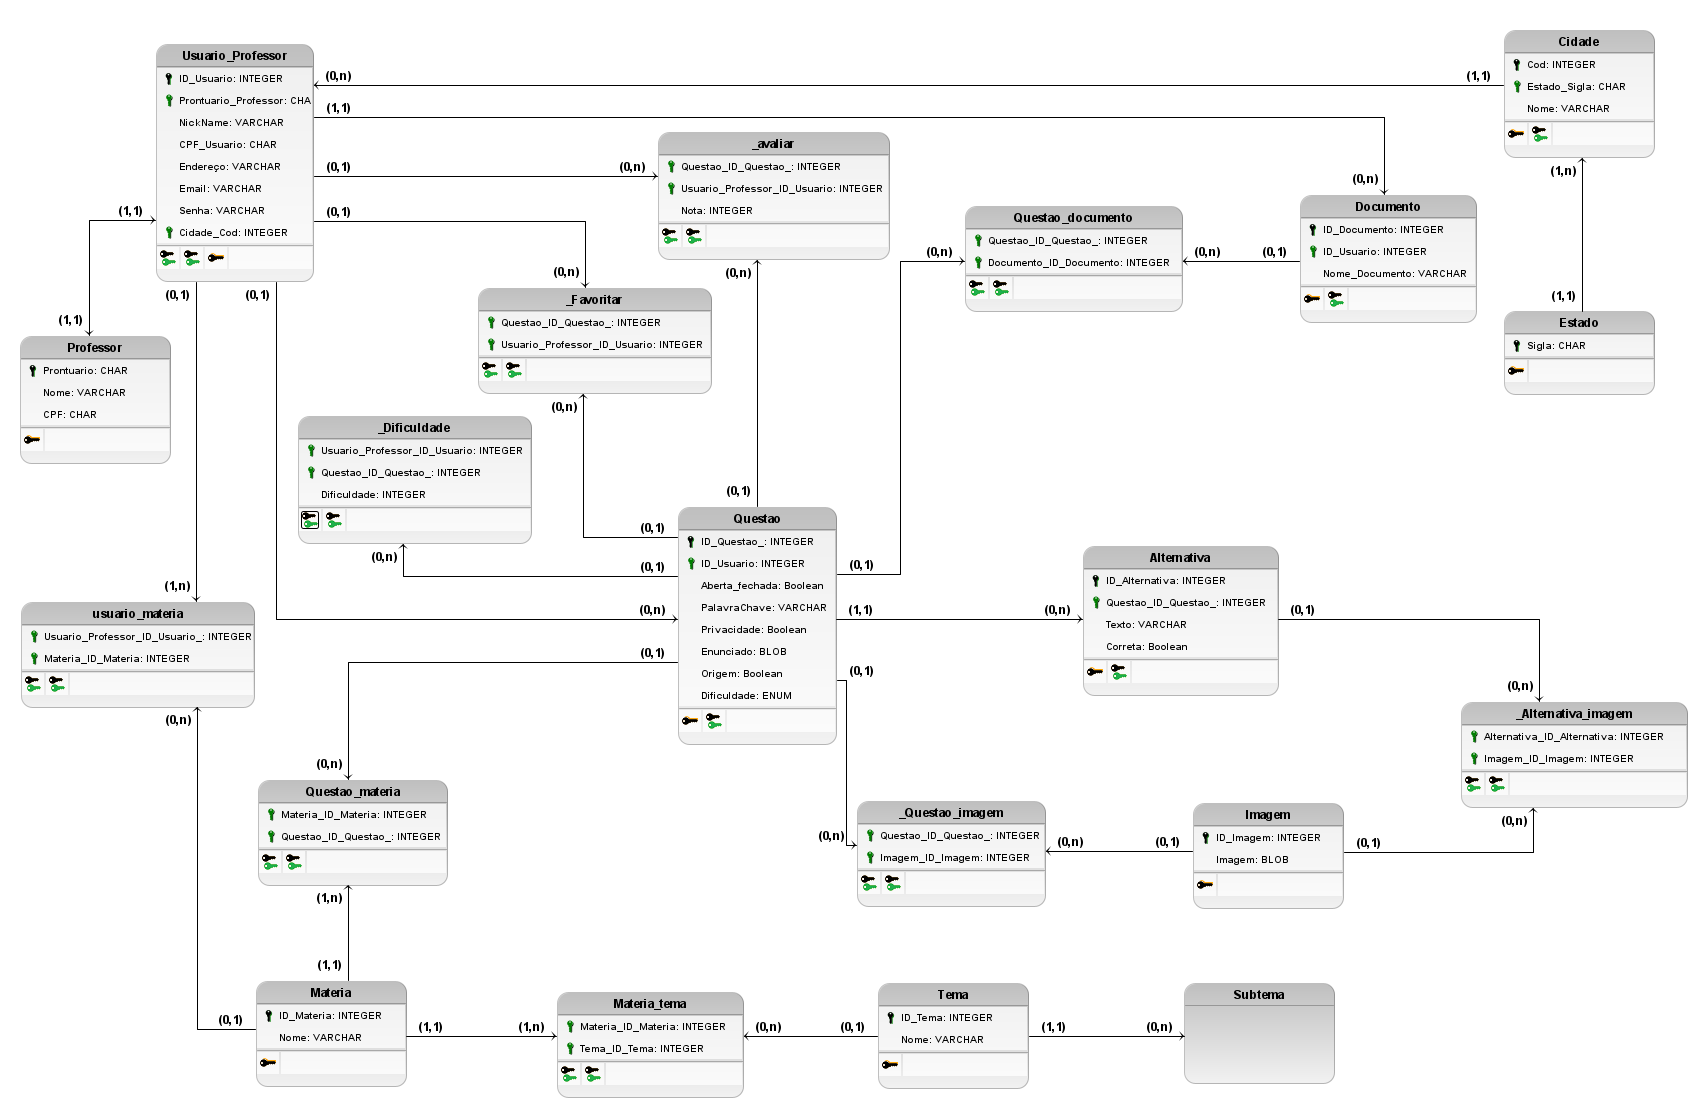 Usuario_Professor
ID_Usuario: INTEGER
Prontuario_Professor: CHA
NickName: VARCHAR
CPF_Usuario: CHAR
Endereço: VARCHAR
Email: VARCHAR
Senha: VARCHAR
Cidade_Cod: INTEGER
(0,n)
(1,1)
(1,1)
(0,n)
(0,1)
(0,n)
(0,1)
(0,n)
(1,1)
(1,1)
(0,1)
(0,1)
Cidade
Cod: INTEGER
Estado_Sigla: CHAR
Nome: VARCHAR
(1,n)
(1,1)
Estado
Sigla: CHAR
_avaliar
Questao_ID_Questao_: INTEGER
Usuario_Professor_ID_Usuario: INTEGER
Nota: INTEGER
(0,n)
(0,1)
Questao_documento
Questao_ID_Questao_: INTEGER
Documento_ID_Documento: INTEGER
(0,n)
(0,n)
(0,1)
Documento
ID_Documento: INTEGER
ID_Usuario: INTEGER
Nome_Documento: VARCHAR
Professor
Prontuario: CHAR
Nome: VARCHAR
CPF: CHAR
_Favoritar
Questao_ID_Questao_: INTEGER
Usuario_Professor_ID_Usuario: INTEGER
(0,n)
(0,1)
_Dificuldade
Usuario_Professor_ID_Usuario: INTEGER
Questao_ID_Questao_: INTEGER
Dificuldade: INTEGER
(0,n)
(0,1)
Questao
ID_Questao_: INTEGER
ID_Usuario: INTEGER
Aberta_fechada: Boolean
PalavraChave: VARCHAR
Privacidade: Boolean
Enunciado: BLOB
Origem: Boolean
Dificuldade: ENUM
(0,1)
(0,n)
(1,1)
(0,n)
(0,1)
(0,1)
Alternativa
ID_Alternativa: INTEGER
Questao_ID_Questao_: INTEGER
Texto: VARCHAR
Correta: Boolean
(0,1)
(0,n)
(1,n)
usuario_materia
Usuario_Professor_ID_Usuario_: INTEGER
Materia_ID_Materia: INTEGER
(0,n)
_Alternativa_imagem
Alternativa_ID_Alternativa: INTEGER
Imagem_ID_Imagem: INTEGER
(0,n)
(0,n)
Questao_materia
Materia_ID_Materia: INTEGER
Questao_ID_Questao_: INTEGER
(1,n)
(1,1)
(0,n)
_Questao_imagem
Questao_ID_Questao_: INTEGER
Imagem_ID_Imagem: INTEGER
(0,n)
(0,1)
Imagem
ID_Imagem: INTEGER
Imagem: BLOB
(0,1)
Materia
ID_Materia: INTEGER
Nome: VARCHAR
(0,1)
(1,1)
(1,n)
Materia_tema
Materia_ID_Materia: INTEGER
Tema_ID_Tema: INTEGER
(0,n)
(0,1)
Tema
ID_Tema: INTEGER
Nome: VARCHAR
(1,1)
(0,n)
Subtema